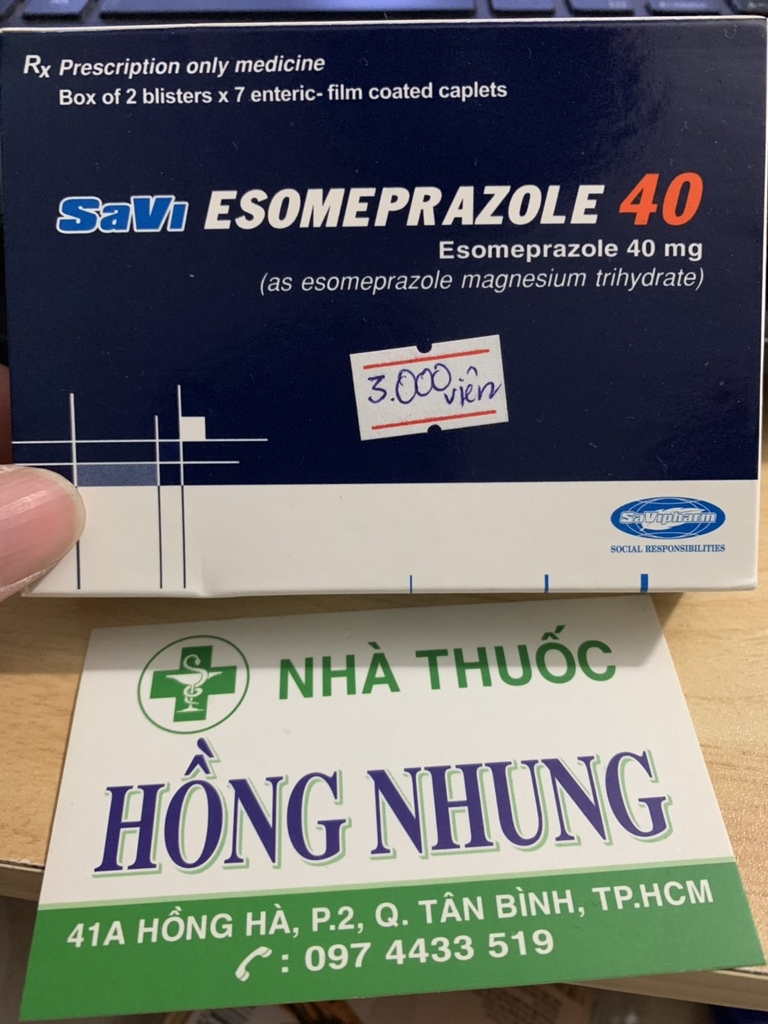 Rx Prescription only medicine
Box of 2 blisters x 7 enteric- film coated caplets
SaVi ESOMEPRAZOLE 40
Esomeprazole 40 mg
(as esomeprazole magnesium trihydrate)
3.000 viên
SaVipharm
SOCIAL RESPONSIBILITIES
NHÀ THUỐC
HỒNG NHUNG
41A HỒNG HÀ, P.2, Q. TÂN BÌNH, TP.HCM
: 097 4433 519